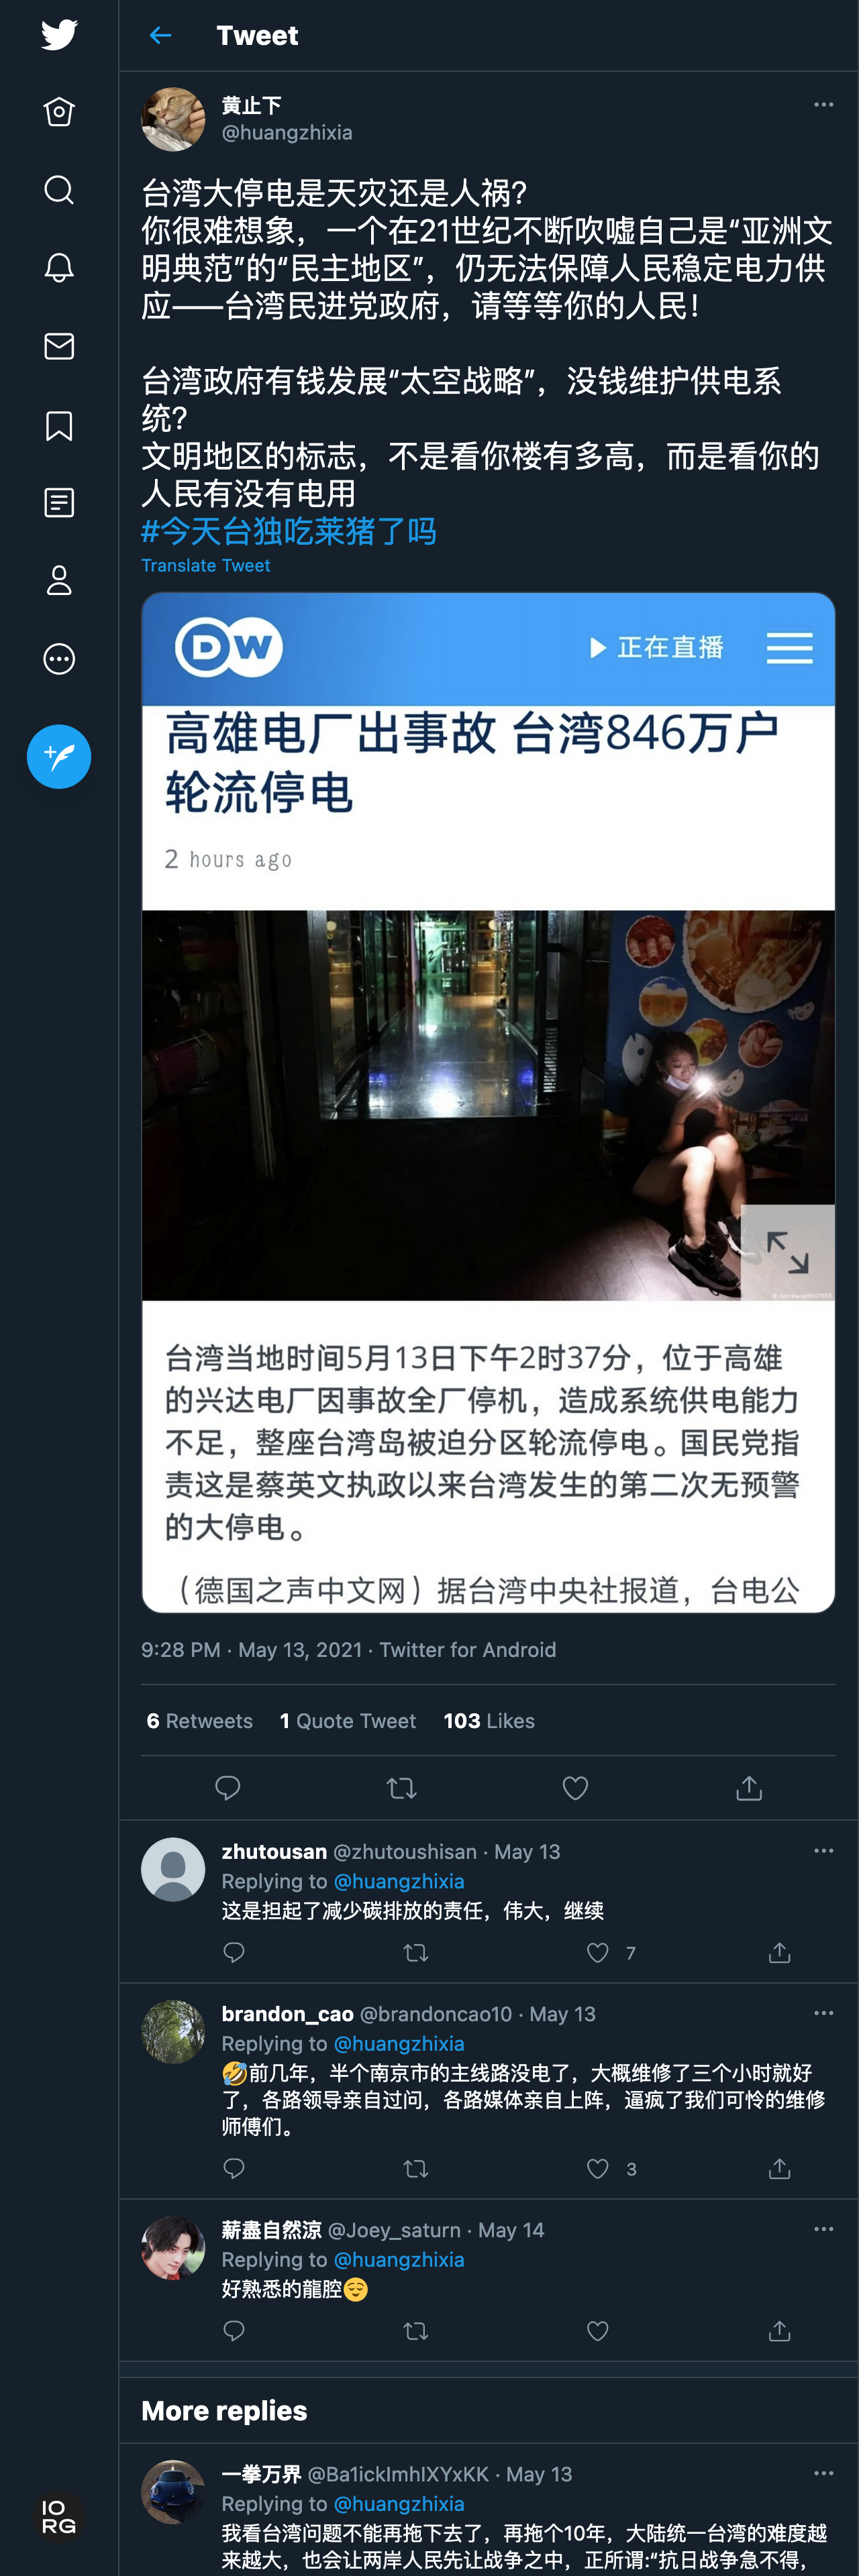 Tweet
黄止下
@huangzhixia
台湾大停电是天灾还是人祸?
你很难想象，一个在21世纪不断吹嘘自己是“亚洲文
明典范”的“民主地区”，仍无法保障人民稳定电力供
应——台湾民进党政府，请等等你的人民！
台湾政府有钱发展“太空战略”，没钱维护供电系
统?
文明地区的标志，不是看你楼有多高，而是看你的
人民有没有电用
#今天台独吃莱猪了吗
Translate Tweet
DW
正在直播
高雄电厂出事故 台湾846万户
轮流停电
2 hours ago
台湾当地时间5月13日下午2时37分，位于高雄
的兴达电厂因事故全厂停机，造成系统供电能力
不足，整座台湾岛被迫分区轮流停电。国民党指
责这是蔡英文执政以来台湾发生的第二次无预警
的大停电。
（德国之声中文网）据台湾中央社报道，台电公
9:28 PM · May 13, 2021 · Twitter for Android
6 Retweets 1 Quote Tweet 103 Likes
zhutousan @zhutoushisan · May 13
Replying to @huangzhixia
这是担起了减少碳排放的责任，伟大，继续
7
brandon_cao @brandoncao10 · May 13
Replying to @huangzhixia
🤣前几年，半个南京市的主线路没电了，大概维修了三个小时就好
了，各路领导亲自过问，各路媒体亲自上阵，逼疯了我们可怜的维修
师傅们。
3
薪盡自然涼 @Joey_saturn · May 14
Replying to @huangzhixia
好熟悉的龍腔😌
More replies
一拳万界 @Ba1ickImhIXYxKK · May 13
Replying to @huangzhixia
我看台湾问题不能再拖下去了，再拖个10年，大陆统一台湾的难度越
来越大，也会让两岸人民先让战争之中，正所谓:“抗日战争急不得，
IO
RG